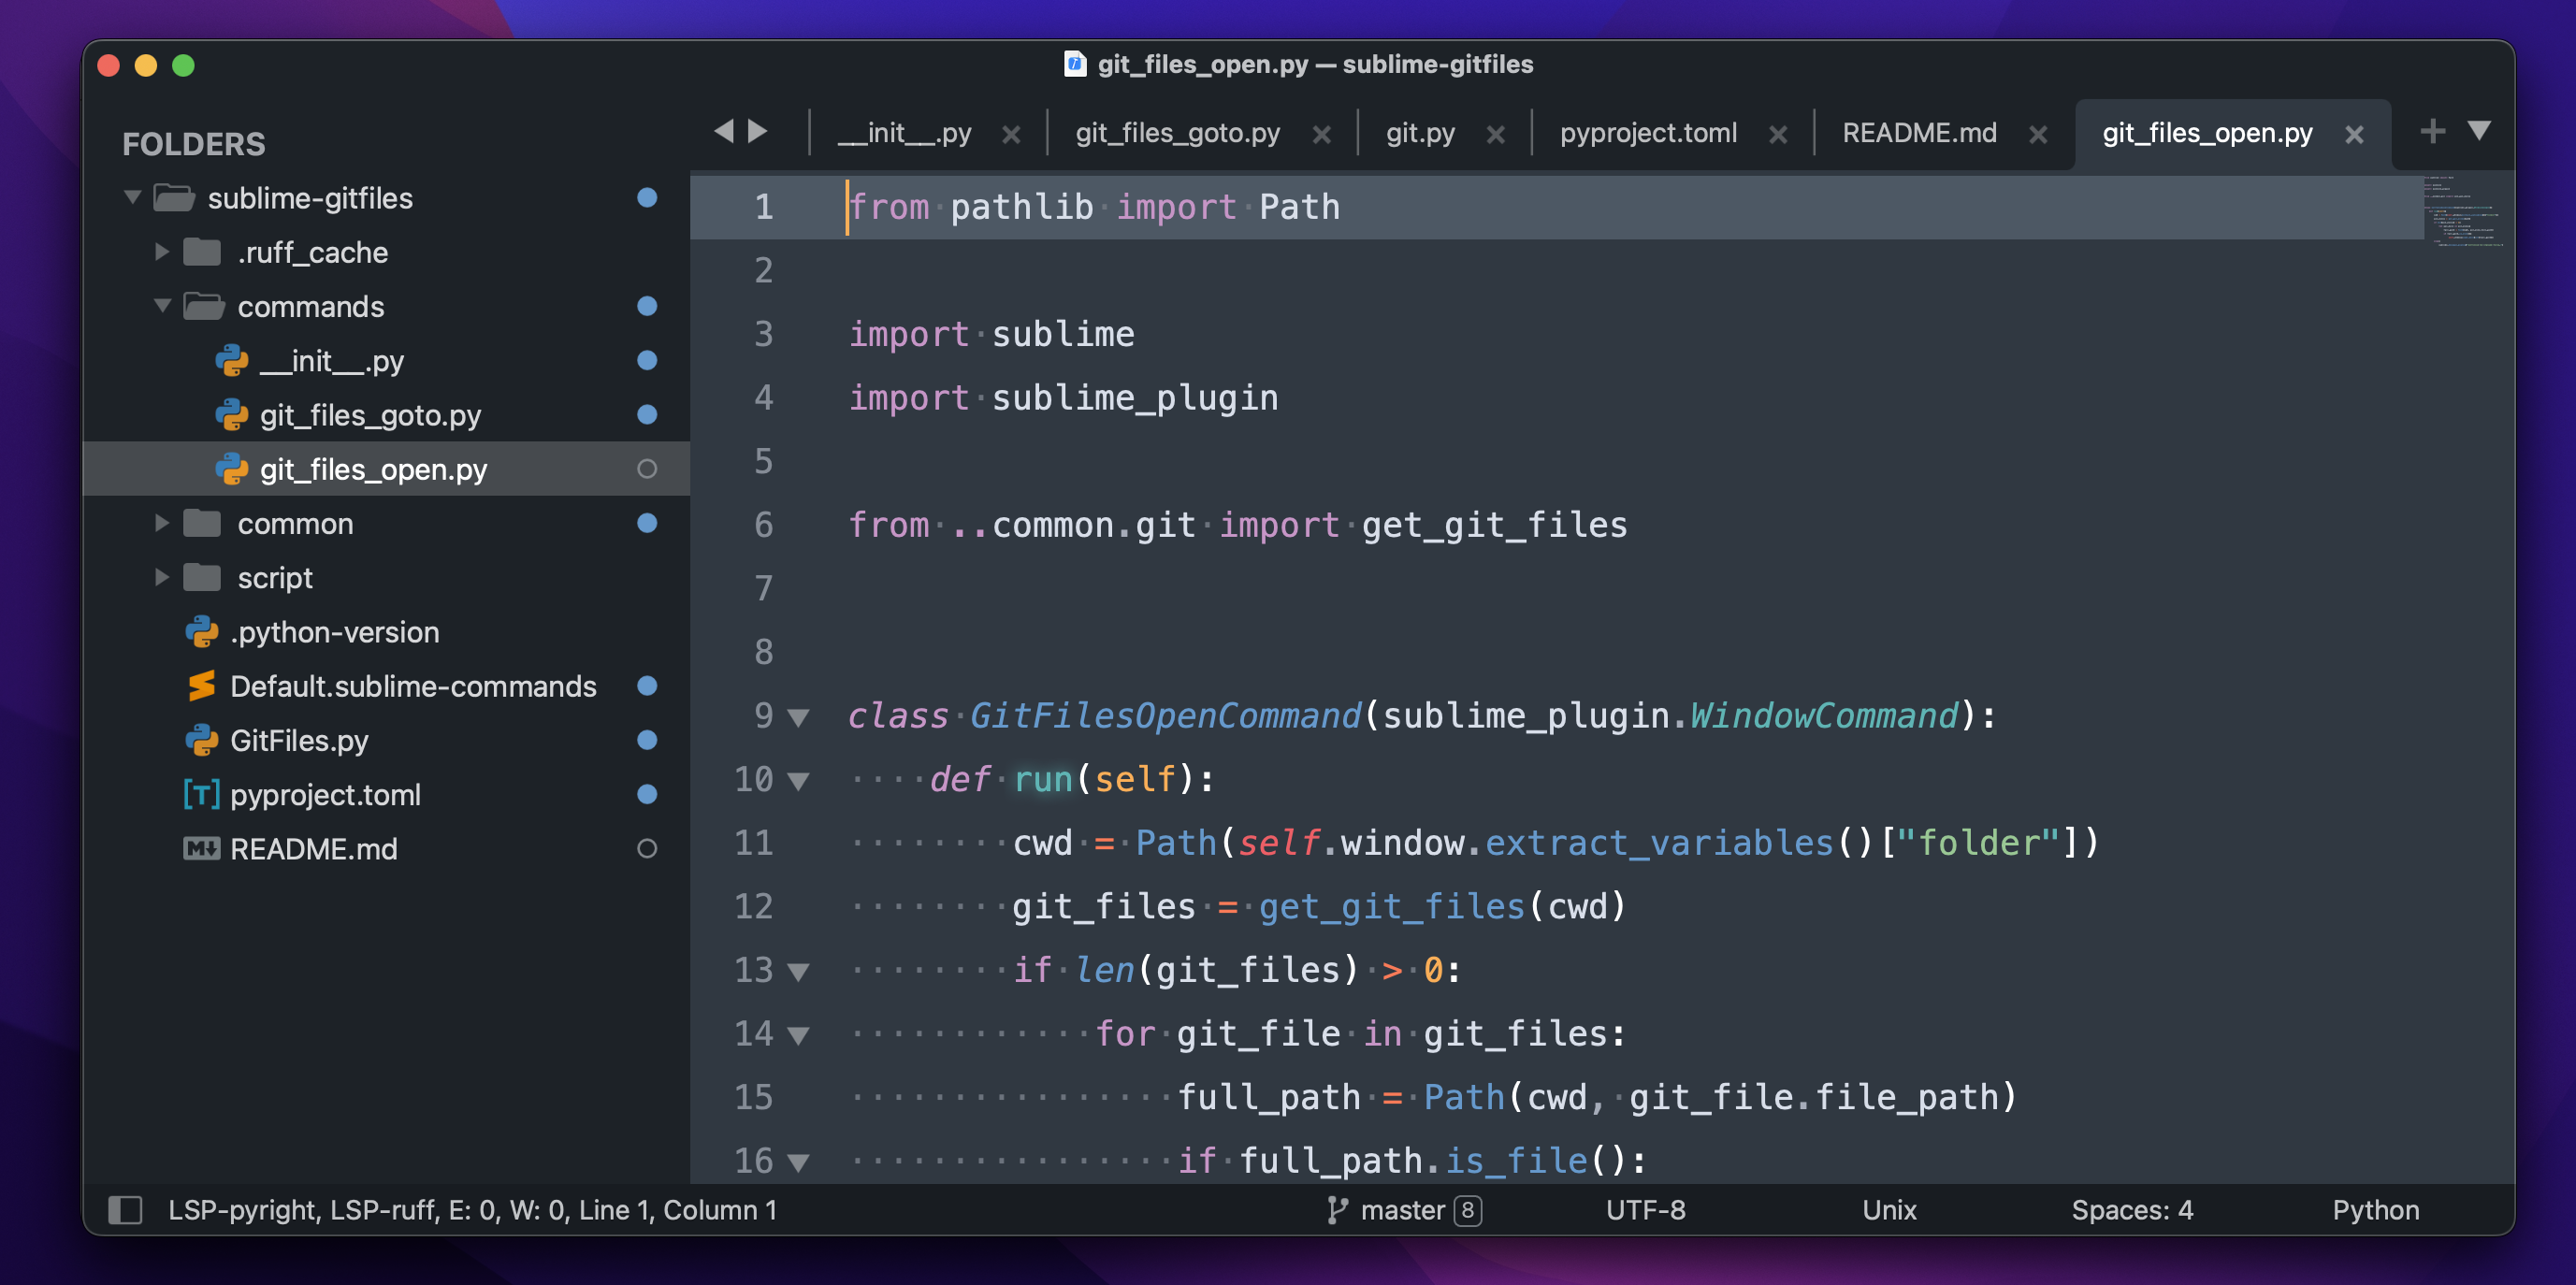 git_files_open.py — sublime-gitfiles
FOLDERS
sublime-gitfiles
.ruff_cache
commands
__init__.py
git_files_goto.py
git_files_open.py
common
script
.python-version
Default.sublime-commands
GitFiles.py
[T] pyproject.toml
M README.md
__init__.py git_files_goto.py git.py pyproject.toml README.md git_files_open.py
1 from pathlib import Path
2
3 import sublime
4 import sublime_plugin
5
6 from ..common.git import get_git_files
7
8
9 class GitFilesOpenCommand(sublime_plugin.WindowCommand):
10     def run(self):
11         cwd = Path(self.window.extract_variables()["folder"])
12         git_files = get_git_files(cwd)
13         if len(git_files) > 0:
14             for git_file in git_files:
15                 full_path = Path(cwd, git_file.file_path)
16                 if full_path.is_file():
LSP-pyright, LSP-ruff, E: 0, W: 0, Line 1, Column 1 master 8 UTF-8 Unix Spaces: 4 Python